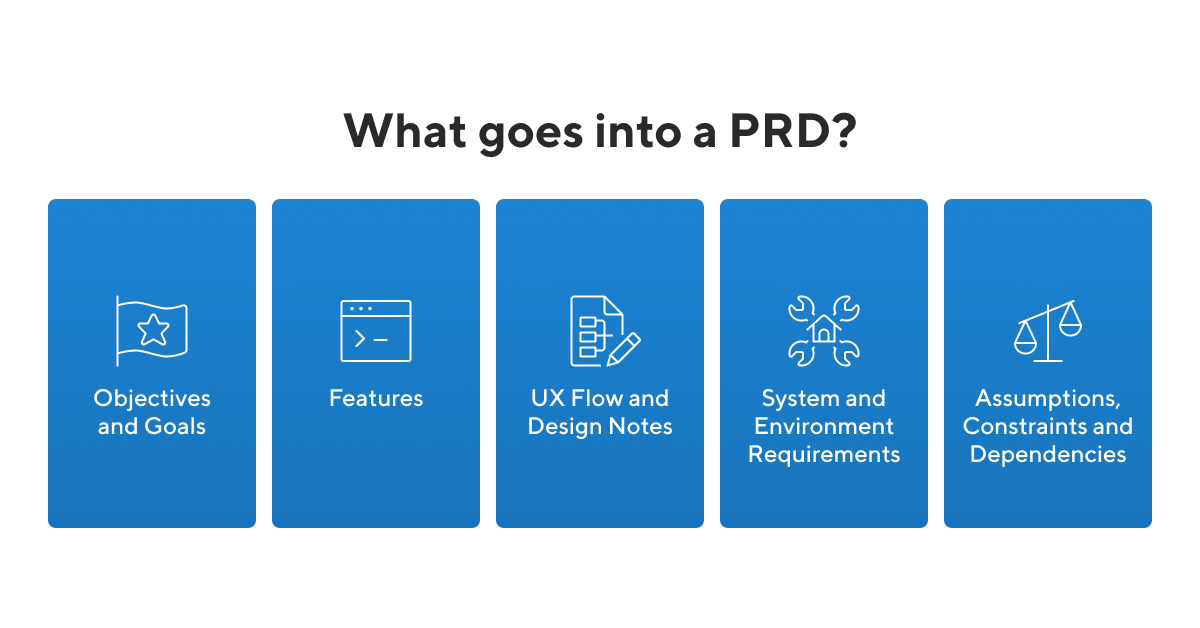 What goes into a PRD?
Objectives
and Goals
Features
UX Flow and
Design Notes
System and
Environment
Requirements
Assumptions,
Constraints and
Dependencies